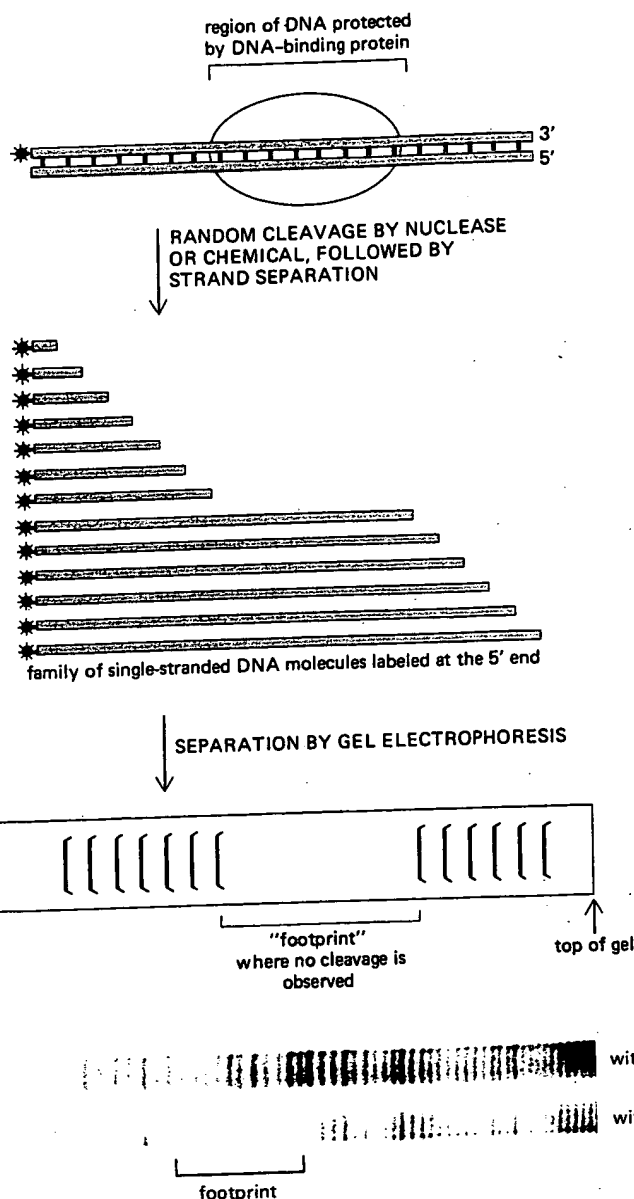 region of DNA protected
by DNA-binding protein
3′
5′
RANDOM CLEAVAGE BY NUCLEASE
OR CHEMICAL, FOLLOWED BY
STRAND SEPARATION
family of single-stranded DNA molecules labeled at the 5′ end
SEPARATION BY GEL ELECTROPHORESIS
"footprint"
where no cleavage is
observed
top of gel
wit
wit
footprint